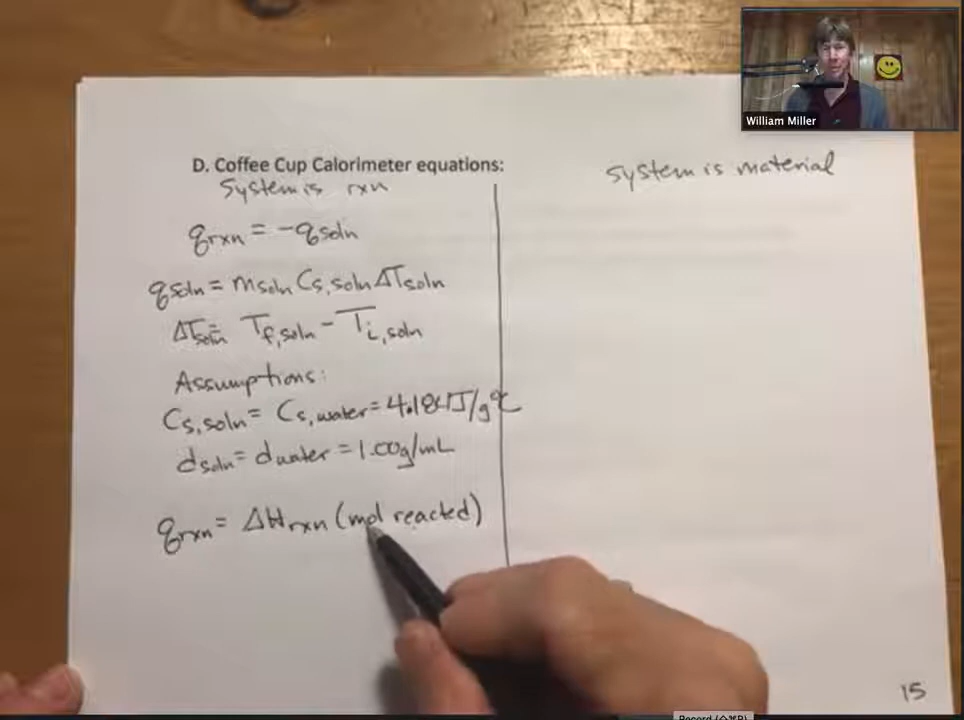 William Miller
D. Coffee Cup Calorimeter equations:
system is rxn
system is material
qrxn = -qsoln
qsoln = msoln Cs,soln ΔTsoln
ΔTsoln = Tf,soln - Ti,soln
Assumptions:
Cs,soln = Cs,water = 4.184J/g°C
dsoln = dwater = 1.00g/mL
qrxn = ΔHrxn (mol reacted)
15